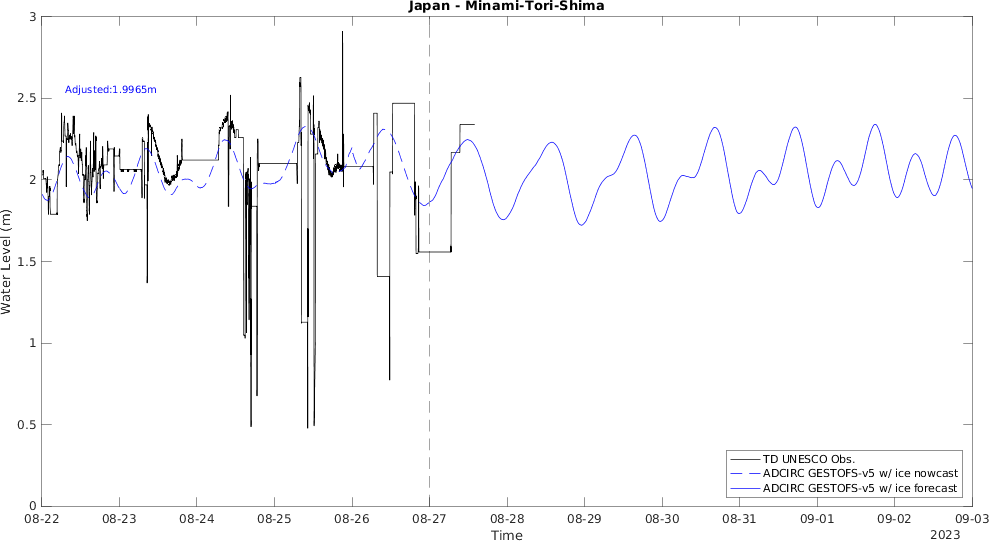 Japan - Minami-Tori-Shima
3
2.5
2
1.5
1
0.5
0
Water Level (m)
Adjusted:1.9965m
TD UNESCO Obs.
ADCIRC GESTOFS-v5 w/ ice nowcast
ADCIRC GESTOFS-v5 w/ ice forecast
08-22 08-23 08-24 08-25 08-26 08-27 08-28 08-29 08-30 08-31 09-01 09-02 09-03
Time
2023